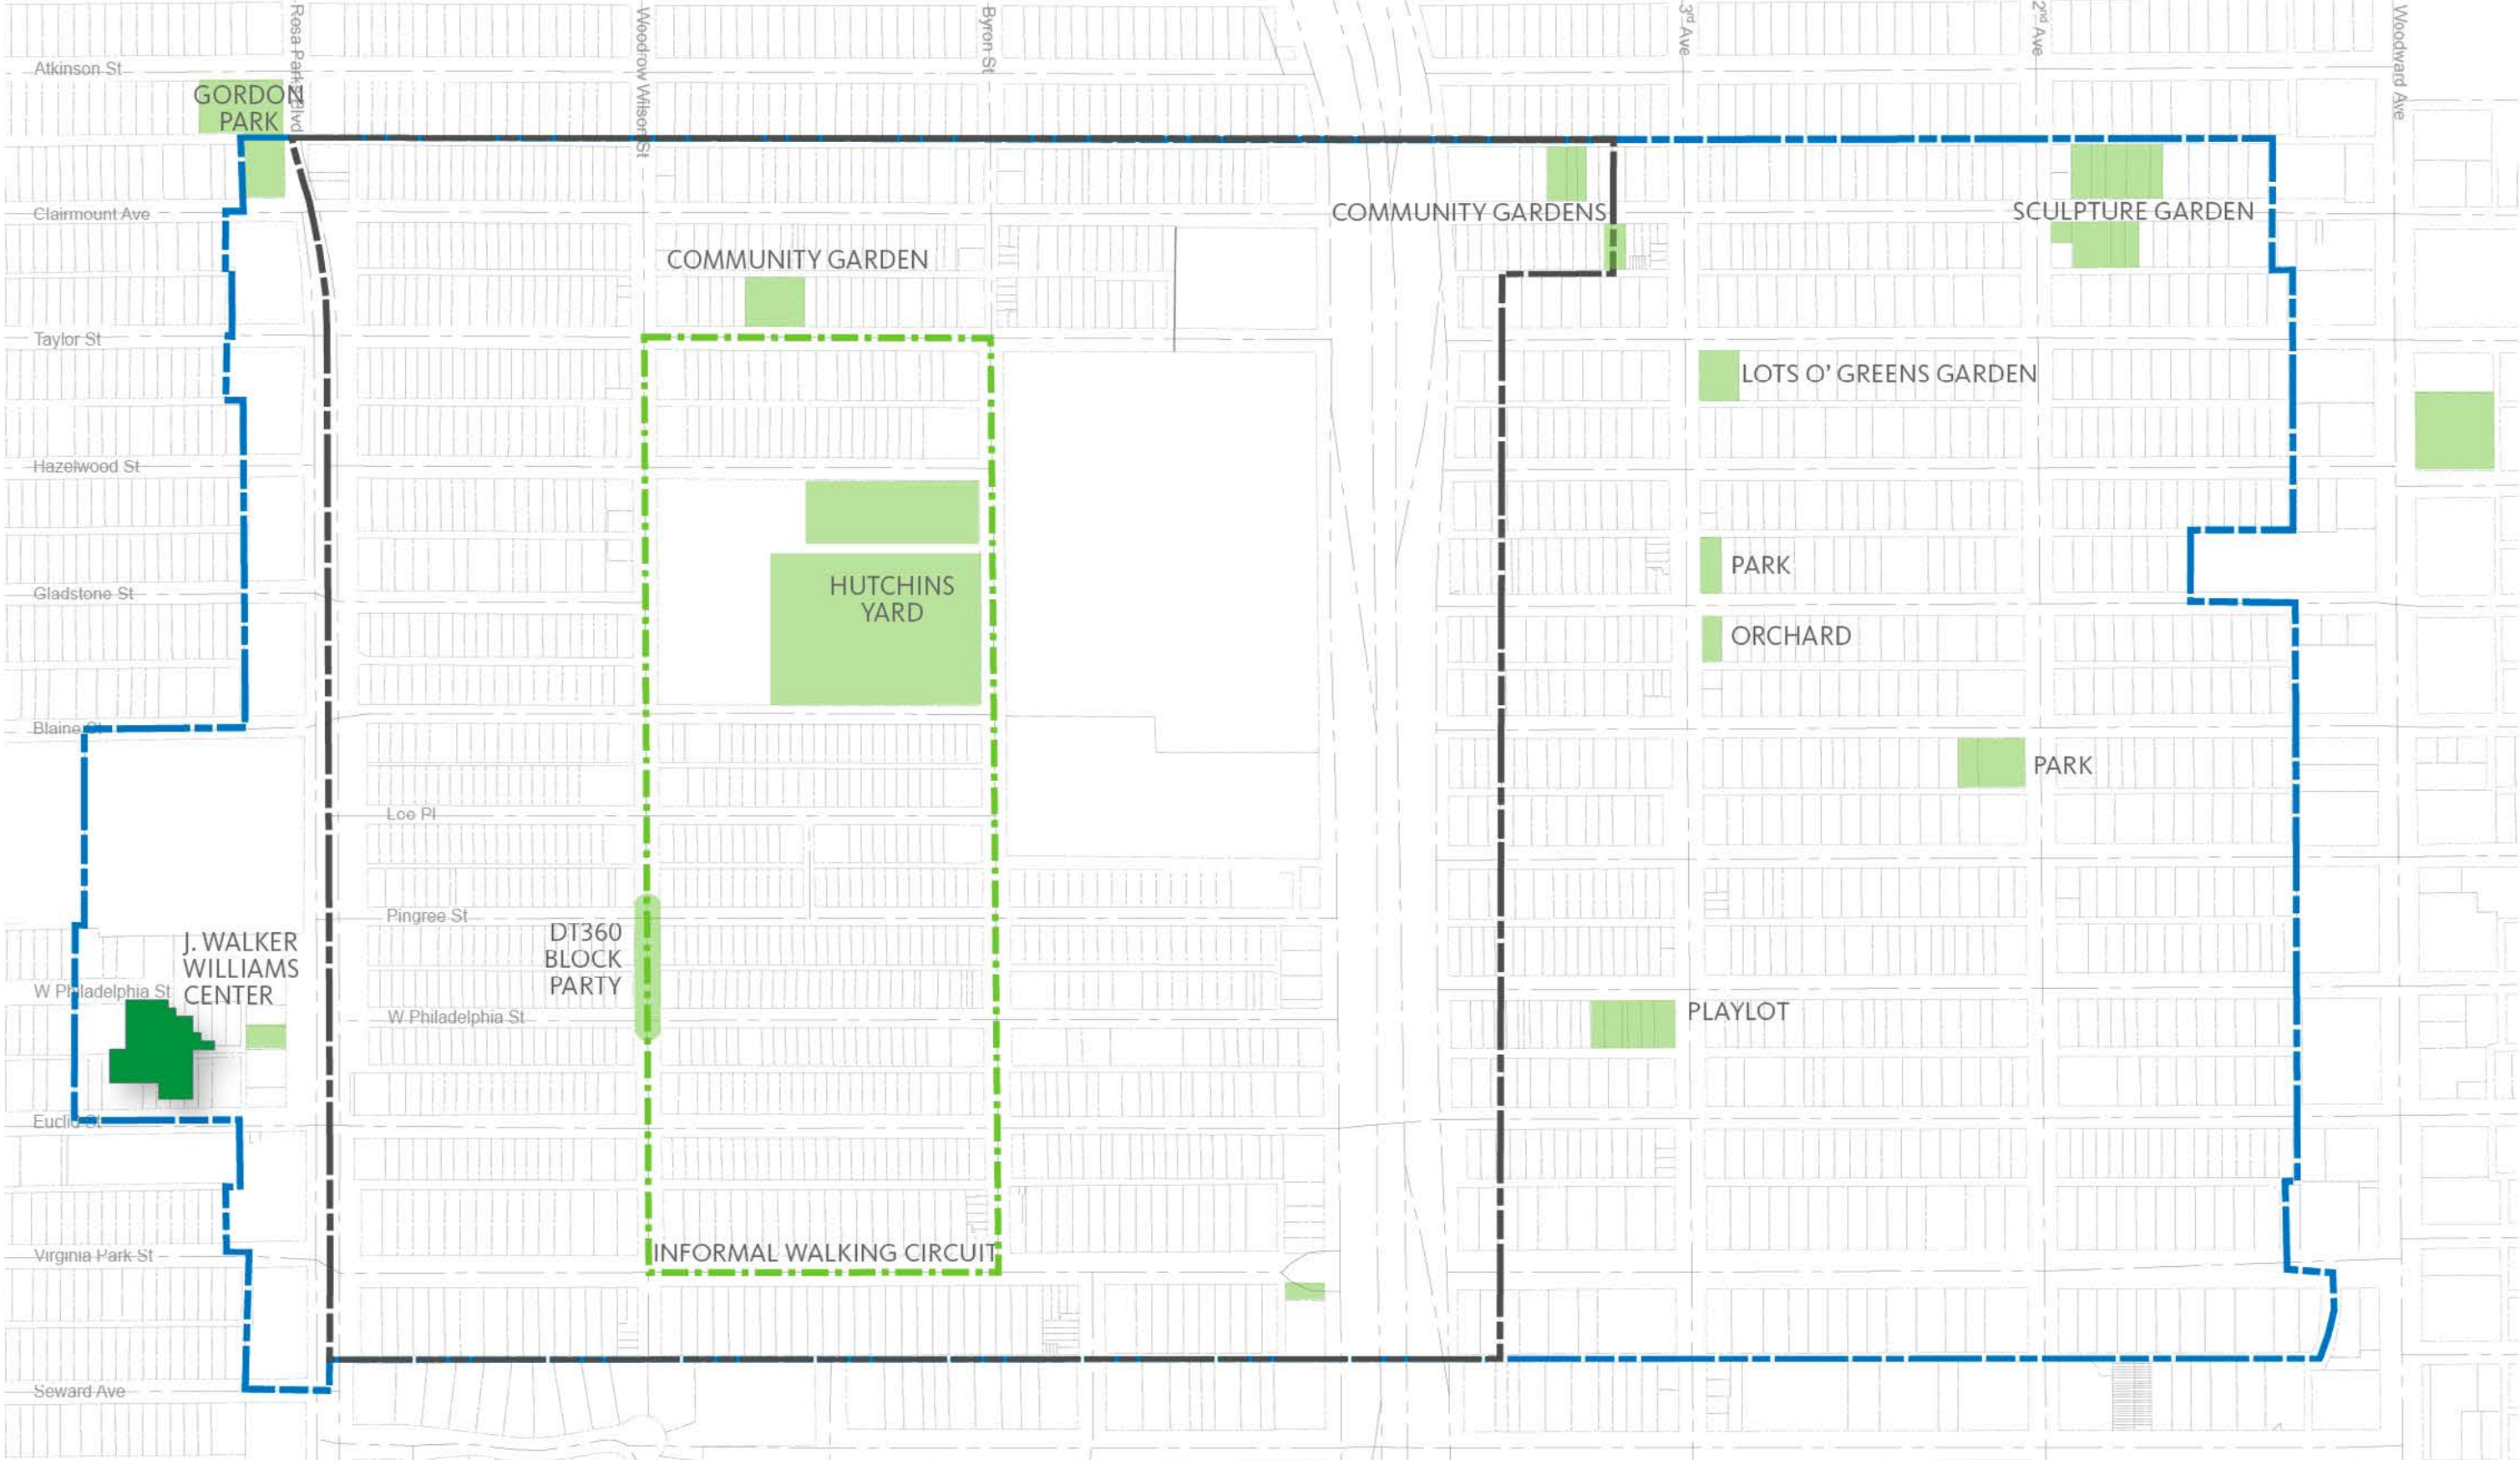 Rosa Parks Blvd
Woodrow Wilson St
Byron St
3rd Ave
2nd Ave
Woodward Ave
Atkinson St
GORDON
PARK
Clairmount Ave
COMMUNITY GARDENS
SCULPTURE GARDEN
COMMUNITY GARDEN
Taylor St
LOTS O' GREENS GARDEN
Hazelwood St
HUTCHINS
YARD
PARK
Gladstone St
ORCHARD
Blaine St
PARK
Lee Pl
Pingree St
DT360
BLOCK
PARTY
J. WALKER
WILLIAMS
CENTER
W Philadelphia St
W Philadelphia St
PLAYLOT
Euclid St
INFORMAL WALKING CIRCUIT
Virginia Park St
Seward Ave